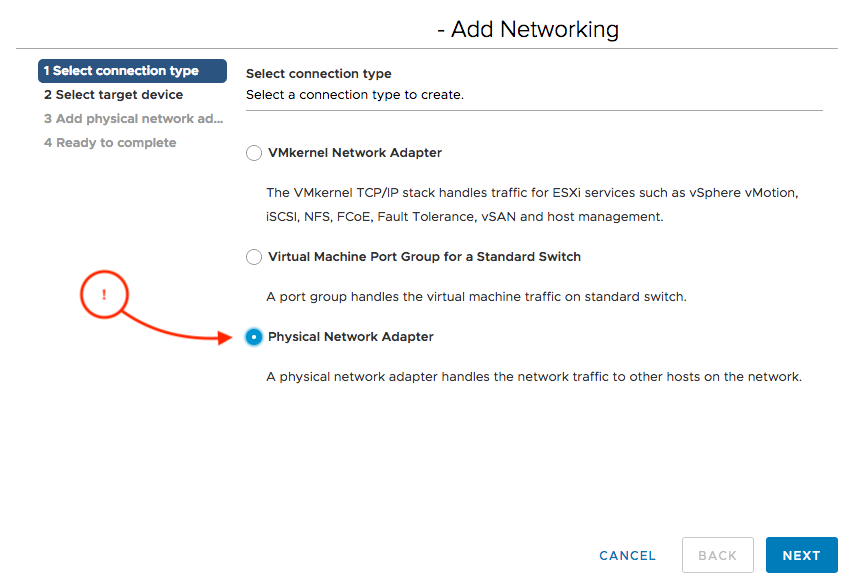 - Add Networking
1 Select connection type
2 Select target device
3 Add physical network ad...
4 Ready to complete
Select connection type
Select a connection type to create.
VMkernel Network Adapter
The VMkernel TCP/IP stack handles traffic for ESXi services such as vSphere vMotion,
iSCSI, NFS, FCoE, Fault Tolerance, vSAN and host management.
Virtual Machine Port Group for a Standard Switch
A port group handles the virtual machine traffic on standard switch.
!
Physical Network Adapter
A physical network adapter handles the network traffic to other hosts on the network.
CANCEL
BACK
NEXT